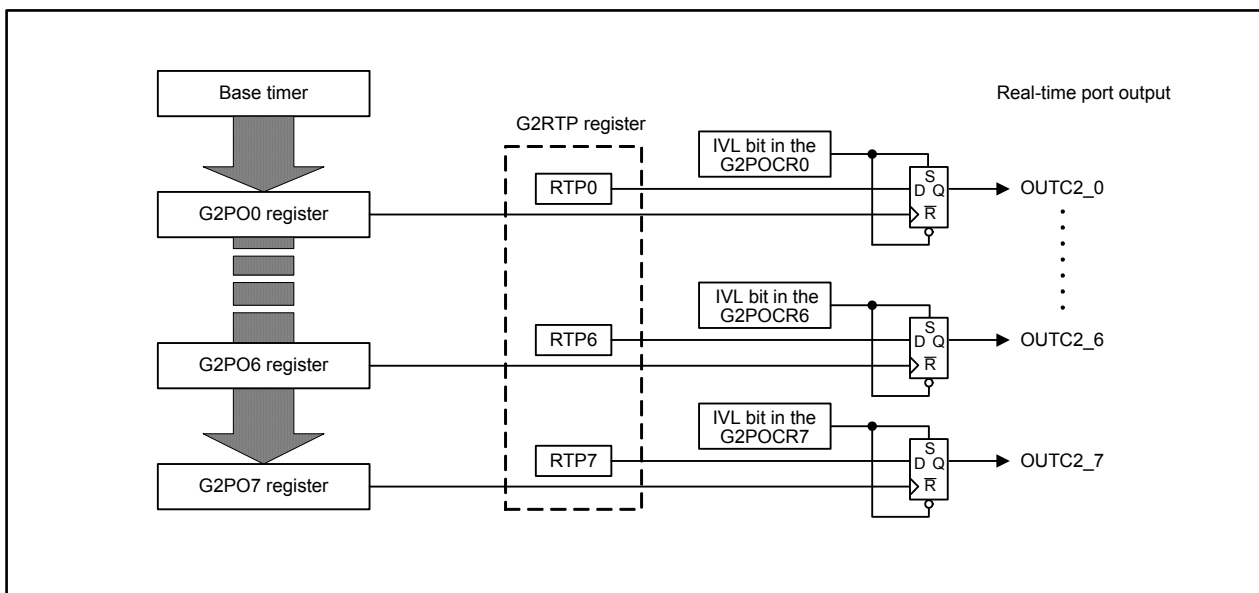 Base timer
Real-time port output
G2RTP register
IVL bit in the
G2POCR0
RTP0
S
D Q
R
OUTC2_0
G2PO0 register
IVL bit in the
G2POCR6
RTP6
S
D Q
R
OUTC2_6
G2PO6 register
IVL bit in the
G2POCR7
RTP7
S
D Q
R
OUTC2_7
G2PO7 register